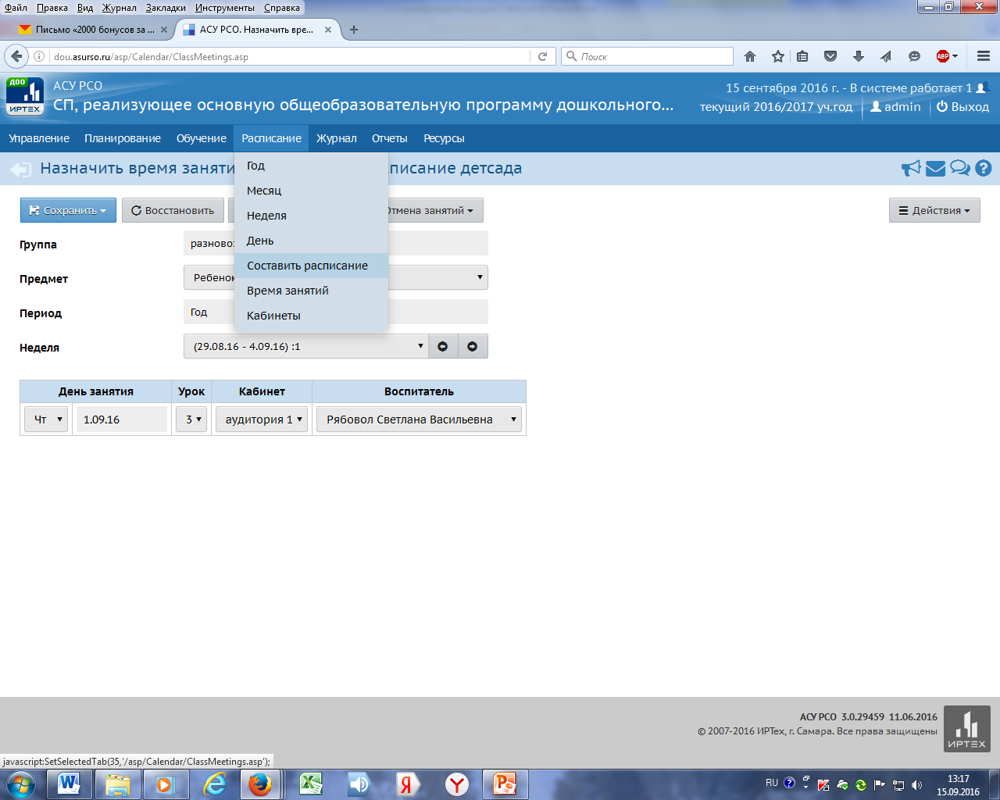 Файл Правка Вид Журнал Закладки Инструменты Справка
Письмо «2000 бонусов за ...
АСУ РСО. Назначить вре...
dou.asurso.ru/asp/Calendar/ClassMeetings.asp
Поиск
ABP
ДОО
ИРТЕХ
АСУ РСО
СП, реализующее основную общеобразовательную программу дошкольного...
15 сентября 2016 г. - В системе работает 1
текущий 2016/2017 уч.год admin Выход
Управление Планирование Обучение Расписание Журнал Отчеты Ресурсы
Назначить время заняти
писание детсада
Год
Месяц
Неделя
День
Составить расписание
Время занятий
Кабинеты
Сохранить Восстановить
Отмена занятий
Действия
Группа
Предмет
Ребенок
Период Год
Неделя (29.08.16 - 4.09.16) :1
День занятия Урок Кабинет Воспитатель
Чт 1.09.16 3 аудитория 1 Рябовол Светлана Васильевна
АСУ РСО 3.0.29459 11.06.2016
© 2007-2016 ИРТех, г. Самара. Все права защищены
ИРТЕХ
javascript:SetSelectedTab(35,'/asp/Calendar/ClassMeetings.asp');
RU
13:17
15.09.2016